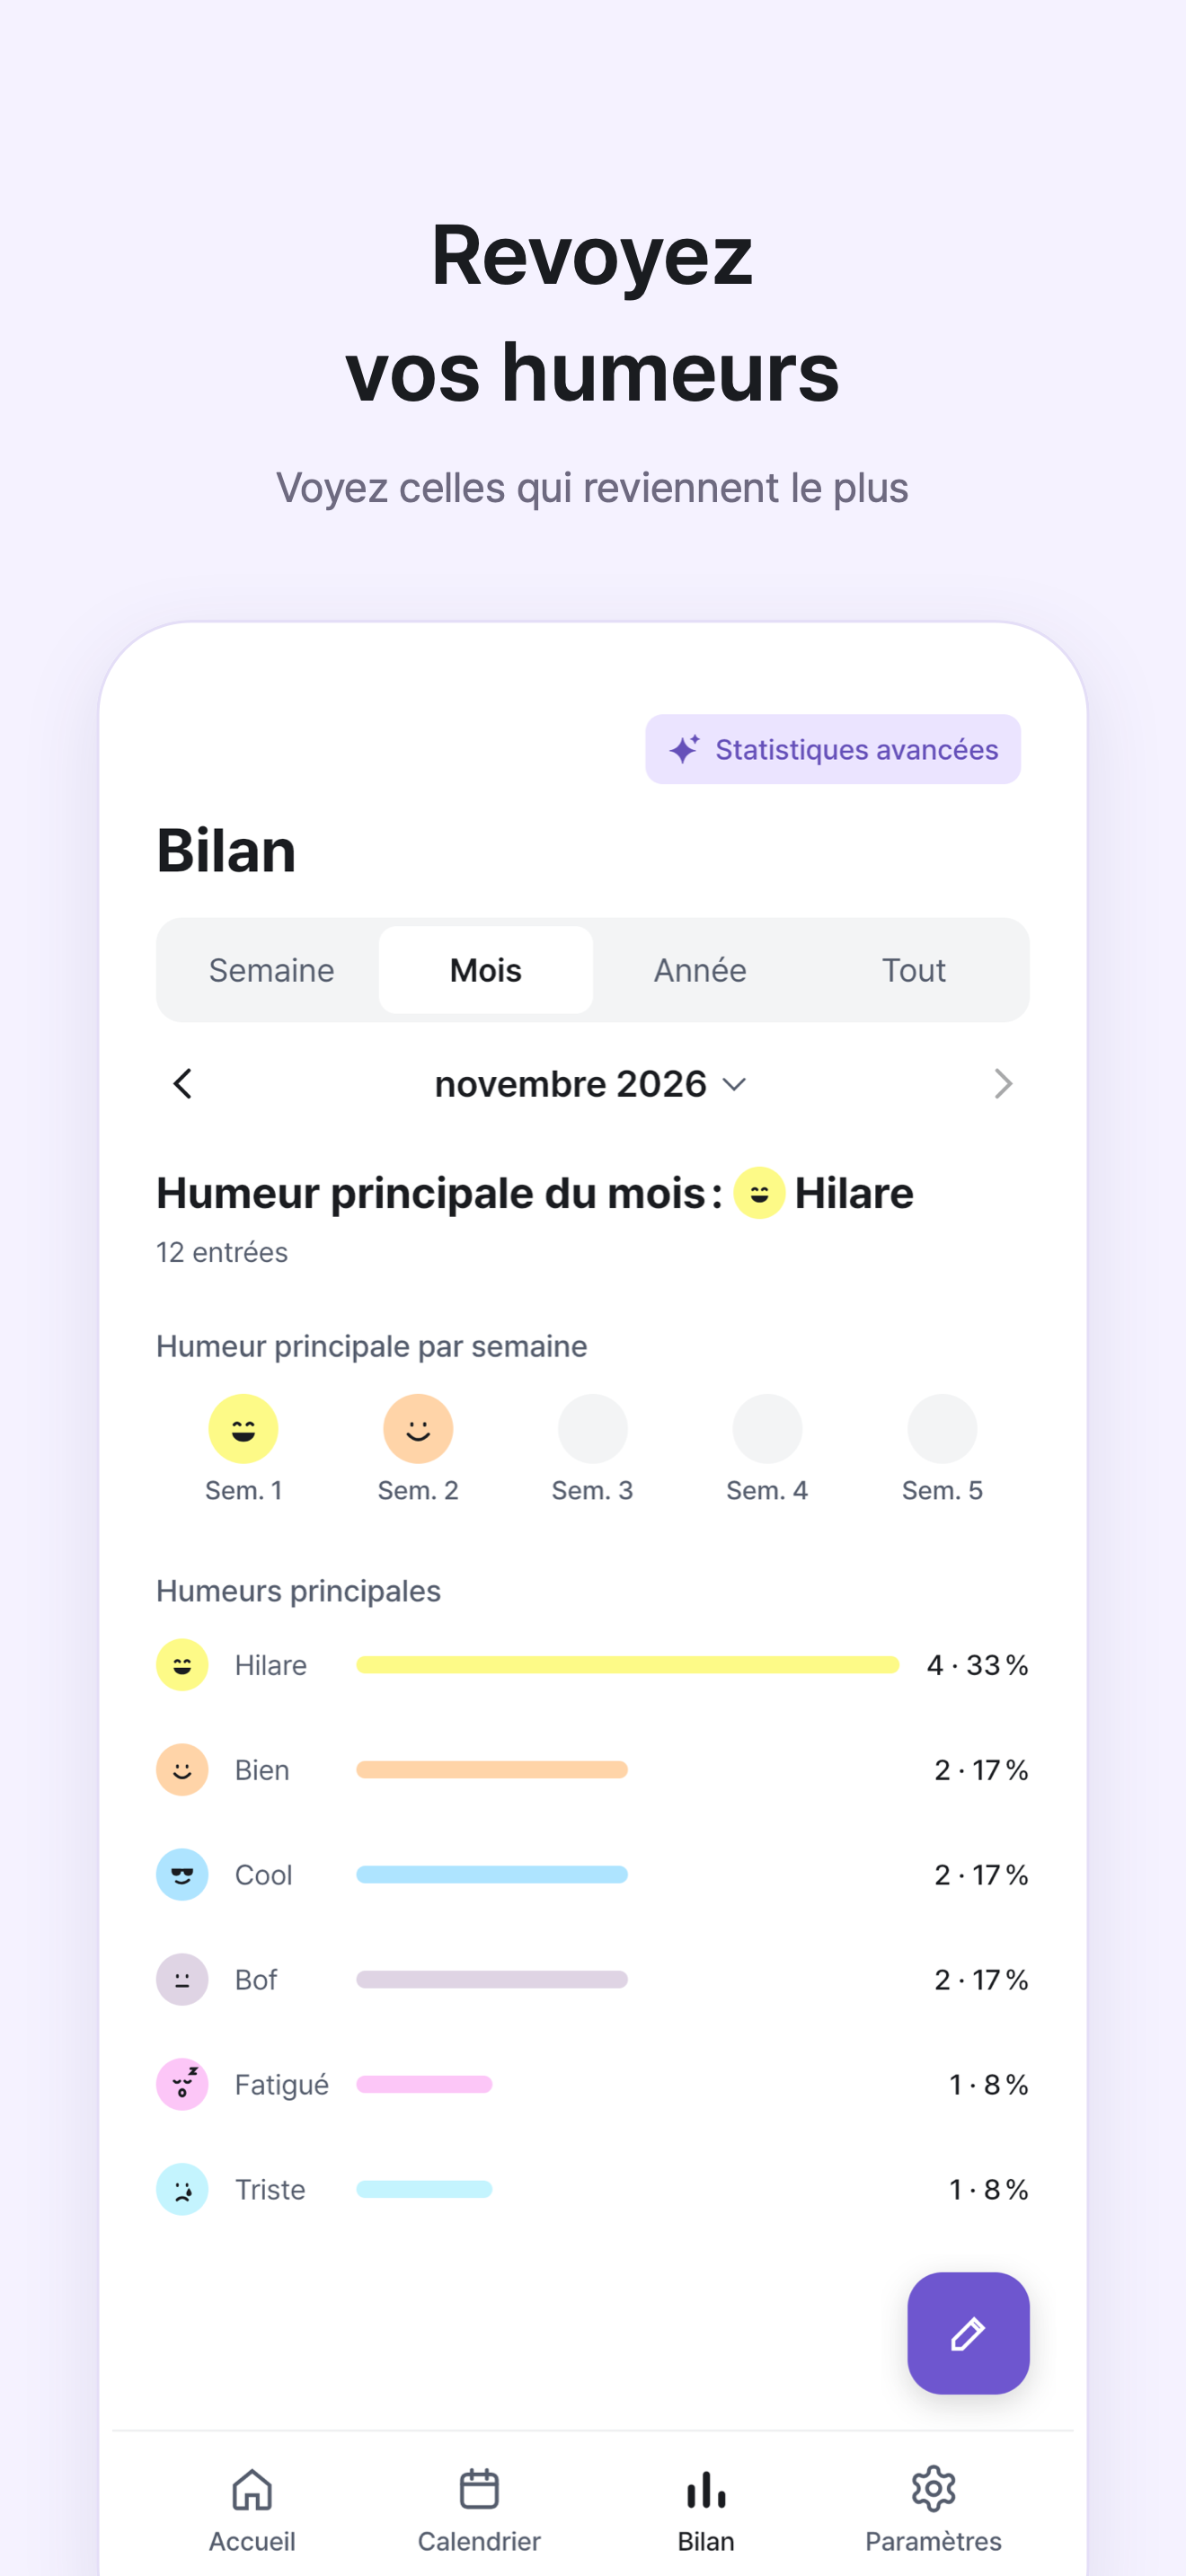 Revoyez
vos humeurs
Voyez celles qui reviennent le plus
Statistiques avancées
Bilan
Semaine Mois Année Tout
novembre 2026
Humeur principale du mois : Hilare
12 entrées
Humeur principale par semaine
Sem. 1 Sem. 2 Sem. 3 Sem. 4 Sem. 5
Humeurs principales
Hilare 4 · 33 %
Bien 2 · 17 %
Cool 2 · 17 %
Bof 2 · 17 %
Fatigué 1 · 8 %
Triste 1 · 8 %
Accueil Calendrier Bilan Paramètres